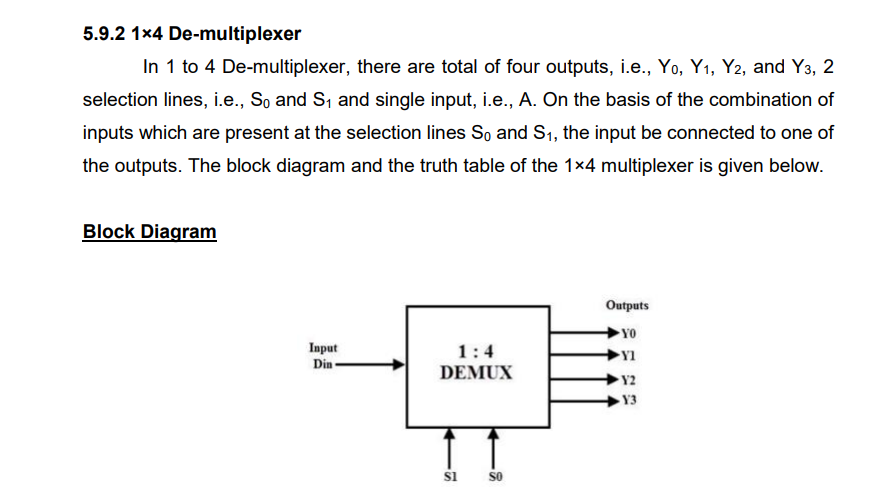 5.9.2 1×4 De-multiplexer
In 1 to 4 De-multiplexer, there are total of four outputs, i.e., Y₀, Y₁, Y₂, and Y₃, 2
selection lines, i.e., S₀ and S₁ and single input, i.e., A. On the basis of the combination of
inputs which are present at the selection lines S₀ and S₁, the input be connected to one of
the outputs. The block diagram and the truth table of the 1×4 multiplexer is given below.
Block Diagram
Outputs
Input
Din
1 : 4
DEMUX
Y0
Y1
Y2
Y3
S1 S0